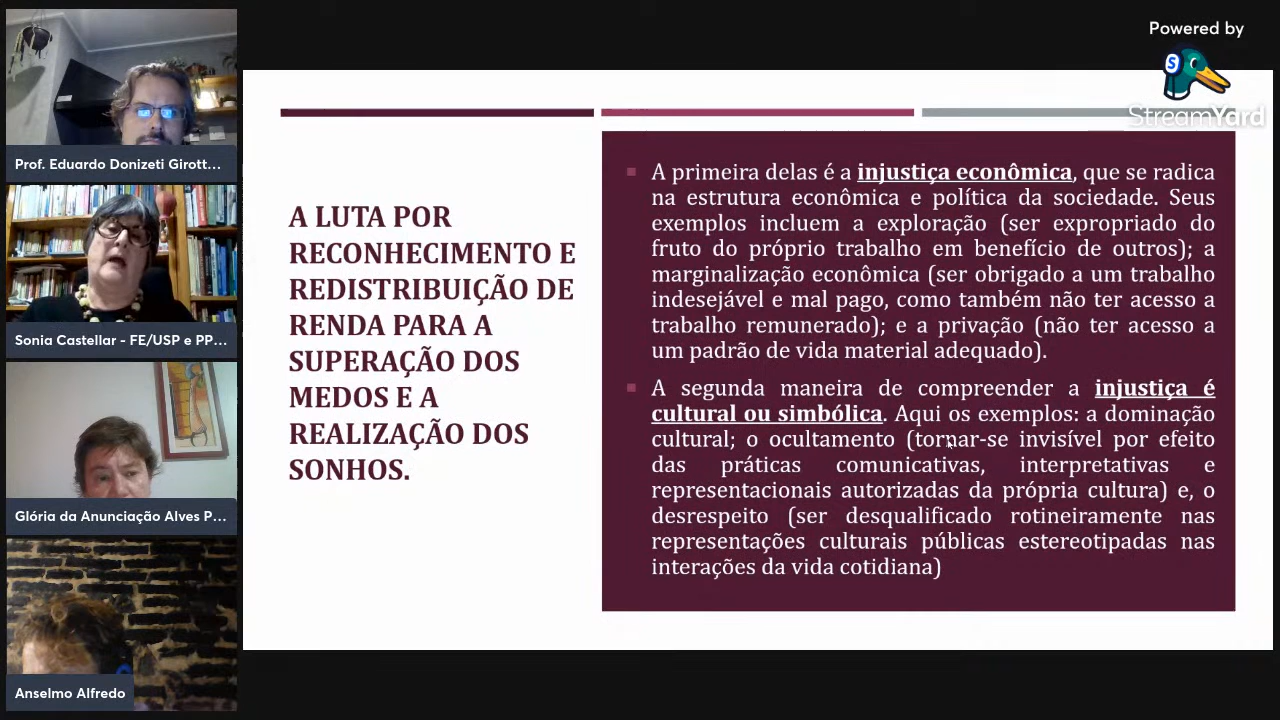 Powered by
StreamYard
Prof. Eduardo Donizeti Girott...
Sonia Castellar - FE/USP e PP...
Glória da Anunciação Alves P...
Anselmo Alfredo
A LUTA POR
RECONHECIMENTO E
REDISTRIBUIÇÃO DE
RENDA PARA A
SUPERAÇÃO DOS
MEDOS E A
REALIZAÇÃO DOS
SONHOS.
A primeira delas é a injustiça econômica, que se radica
na estrutura econômica e política da sociedade. Seus
exemplos incluem a exploração (ser expropriado do
fruto do próprio trabalho em benefício de outros); a
marginalização econômica (ser obrigado a um trabalho
indesejável e mal pago, como também não ter acesso a
trabalho remunerado); e a privação (não ter acesso a
um padrão de vida material adequado).
A segunda maneira de compreender a injustiça é
cultural ou simbólica. Aqui os exemplos: a dominação
cultural; o ocultamento (tornar-se invisível por efeito
das práticas comunicativas, interpretativas e
representacionais autorizadas da própria cultura) e, o
desrespeito (ser desqualificado rotineiramente nas
representações culturais públicas estereotipadas nas
interações da vida cotidiana)